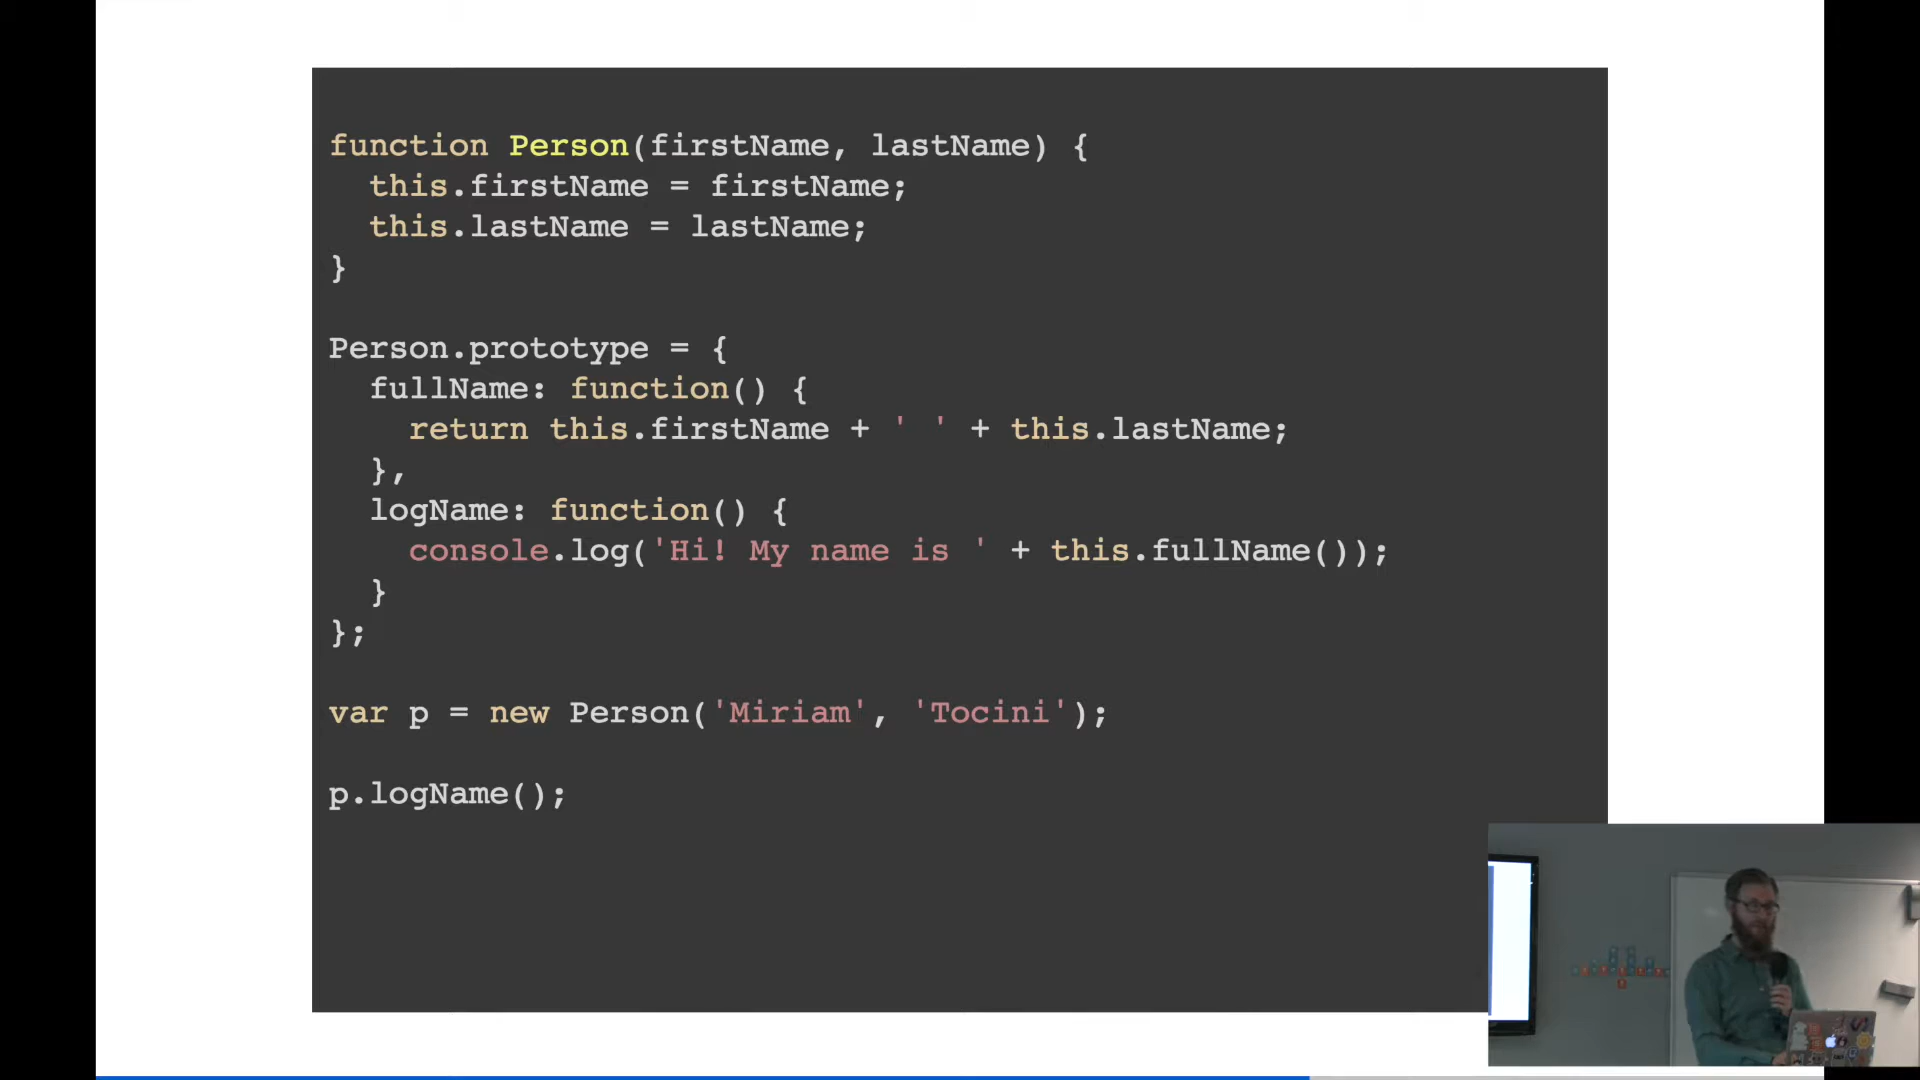 function Person(firstName, lastName) {
  this.firstName = firstName;
  this.lastName = lastName;
}
Person.prototype = {
  fullName: function() {
    return this.firstName + ' ' + this.lastName;
  },
  logName: function() {
    console.log('Hi! My name is ' + this.fullName());
  }
};
var p = new Person('Miriam', 'Tocini');
p.logName();